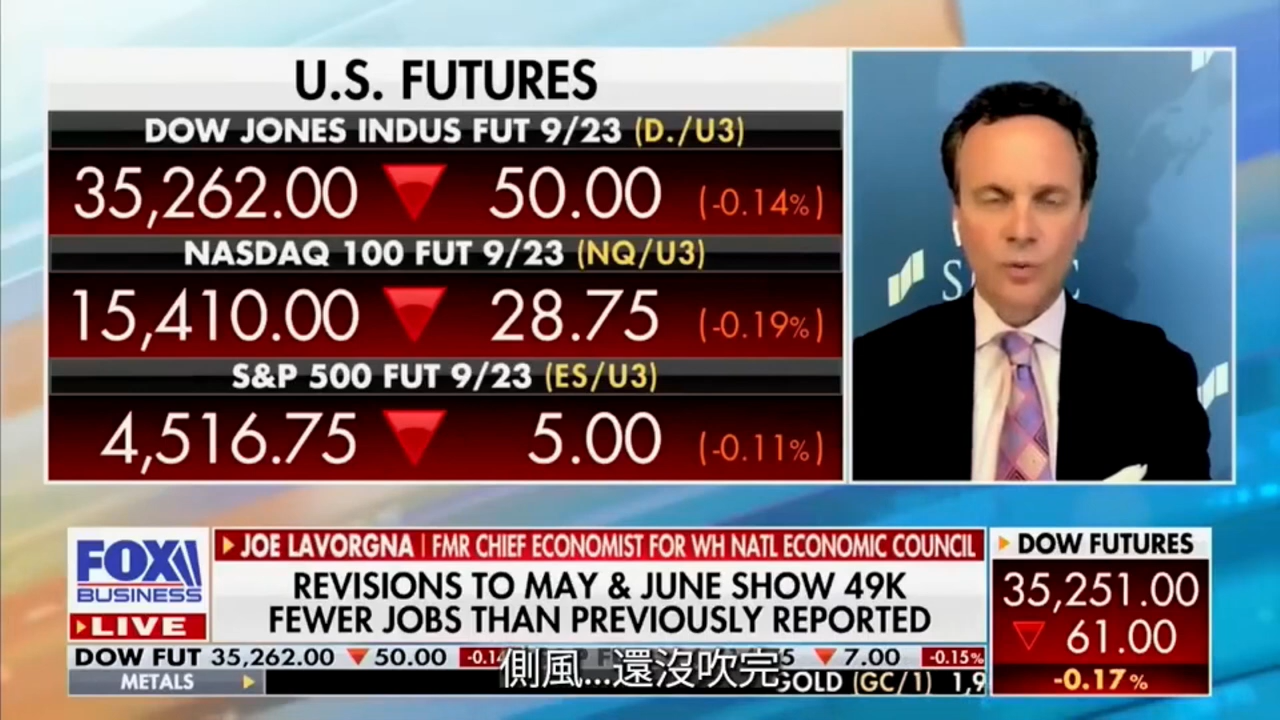 U.S. FUTURES
DOW JONES INDUS FUT 9/23 (D./U3)
35,262.00 50.00 (-0.14%)
NASDAQ 100 FUT 9/23 (NQ/U3)
15,410.00 28.75 (-0.19%)
S&P 500 FUT 9/23 (ES/U3)
4,516.75 5.00 (-0.11%)
FOX
BUSINESS
LIVE
JOE LAVORGNA | FMR CHIEF ECONOMIST FOR WH NATL ECONOMIC COUNCIL
REVISIONS TO MAY & JUNE SHOW 49K
FEWER JOBS THAN PREVIOUSLY REPORTED
DOW FUTURES
35,251.00
61.00
-0.17%
DOW FUT 35,262.00 50.00 7.00 -0.15%
METALS GOLD (GC/1) 1,9
側風...還沒吹完